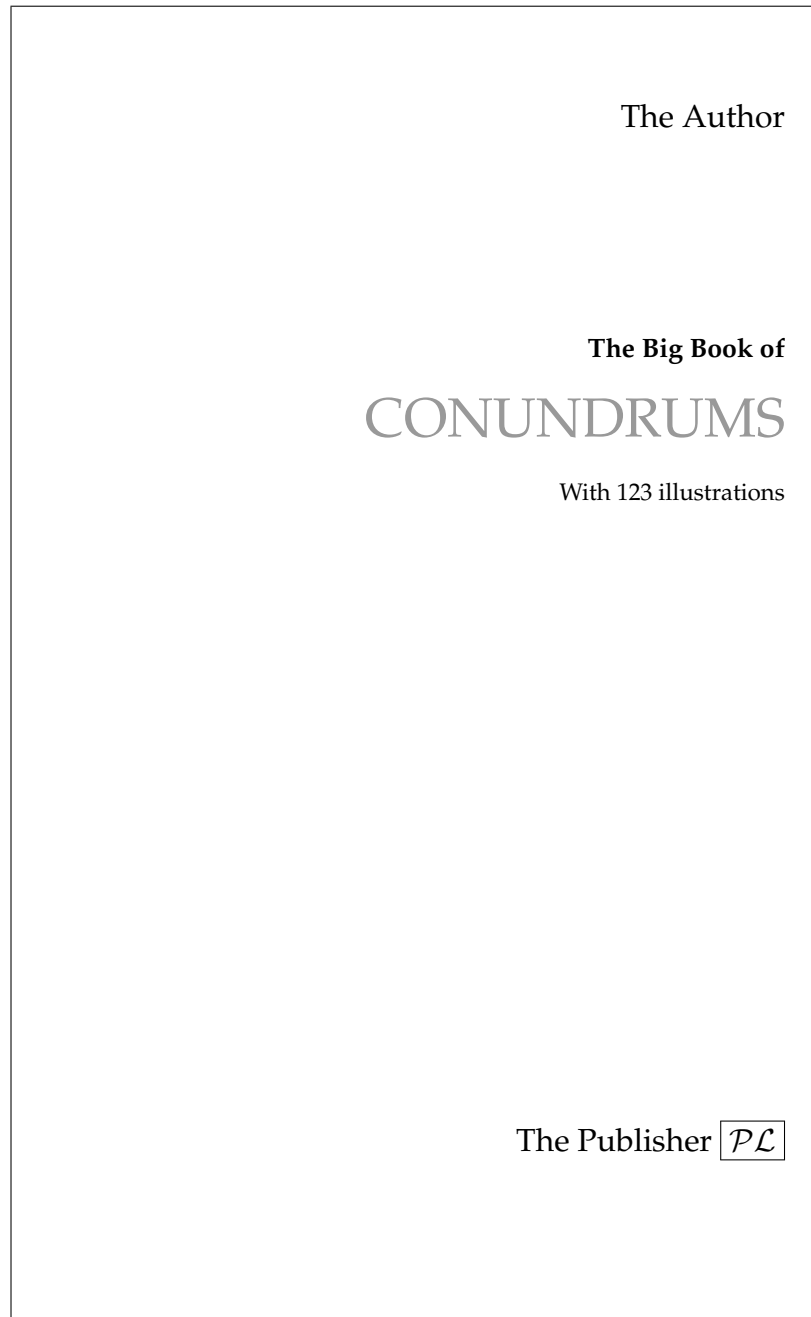 The Author
The Big Book of
CONUNDRUMS
With 123 illustrations
The Publisher PL